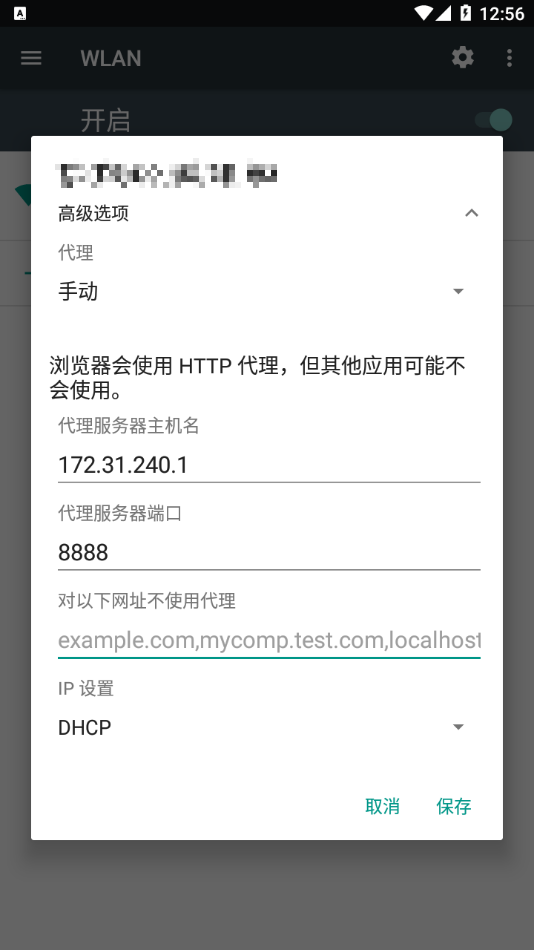 A
12:56
WLAN
开启
高级选项
代理
手动
浏览器会使用 HTTP 代理，但其他应用可能不
会使用。
代理服务器主机名
172.31.240.1
代理服务器端口
8888
对以下网址不使用代理
example.com,mycomp.test.com,localhost
IP 设置
DHCP
取消
保存